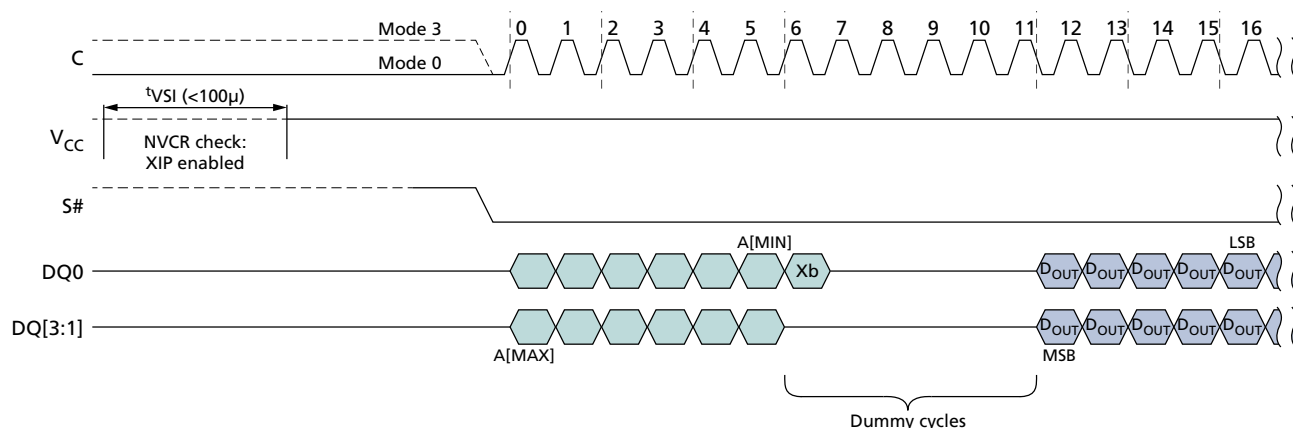 0 1 2 3 4 5 6 7 8 9 10 11 12 13 14 15 16
Mode 3
C
Mode 0
tVSI (<100µ)
VCC
NVCR check:
XIP enabled
S#
A[MIN]
LSB
DQ0
Xb
DOUT DOUT DOUT DOUT DOUT
DQ[3:1]
DOUT DOUT DOUT DOUT DOUT
A[MAX]
MSB
Dummy cycles